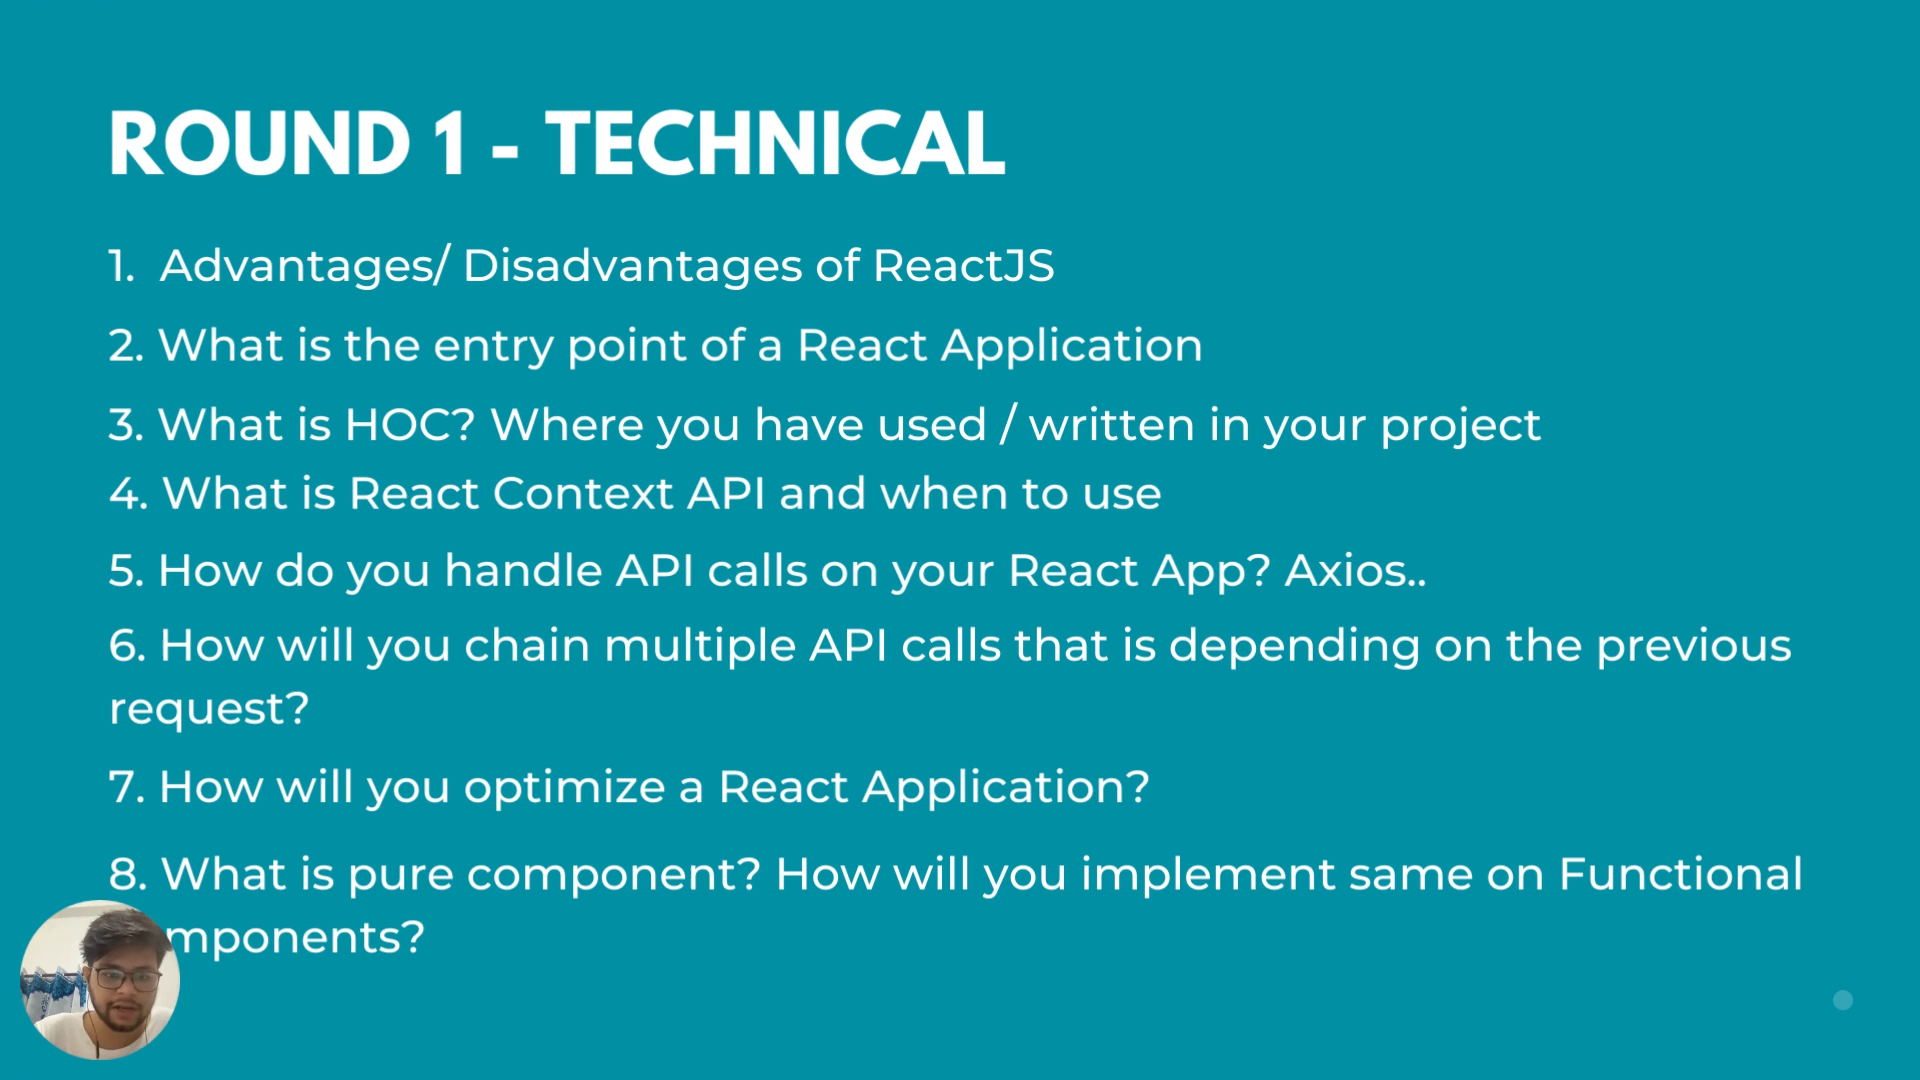 ROUND 1 - TECHNICAL
1. Advantages/ Disadvantages of ReactJS
2. What is the entry point of a React Application
3. What is HOC? Where you have used / written in your project
4. What is React Context API and when to use
5. How do you handle API calls on your React App? Axios..
6. How will you chain multiple API calls that is depending on the previous
request?
7. How will you optimize a React Application?
8. What is pure component? How will you implement same on Functional
mponents?